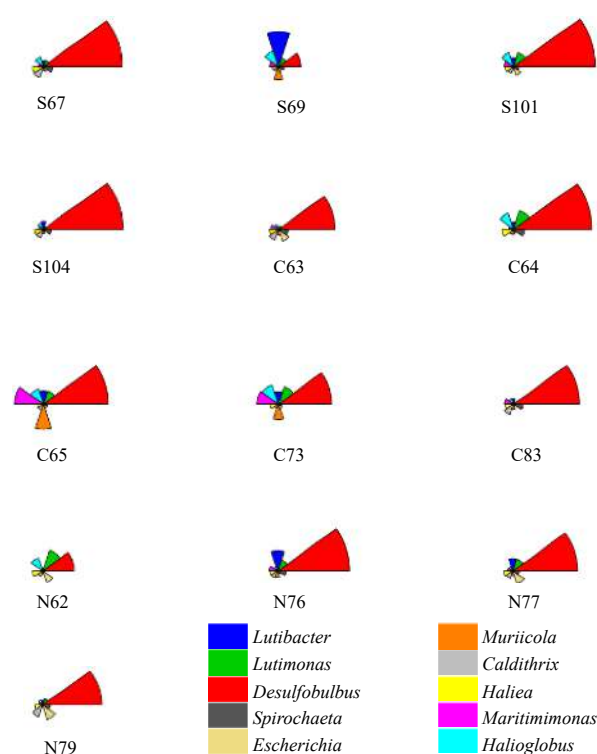 S67 S69 S101
S104 C63 C64
C65 C73 C83
N62 N76 N77
N79
Lutibacter
Lutimonas
Desulfobulbus
Spirochaeta
Escherichia
Muriicola
Caldithrix
Haliea
Maritimimonas
Halioglobus